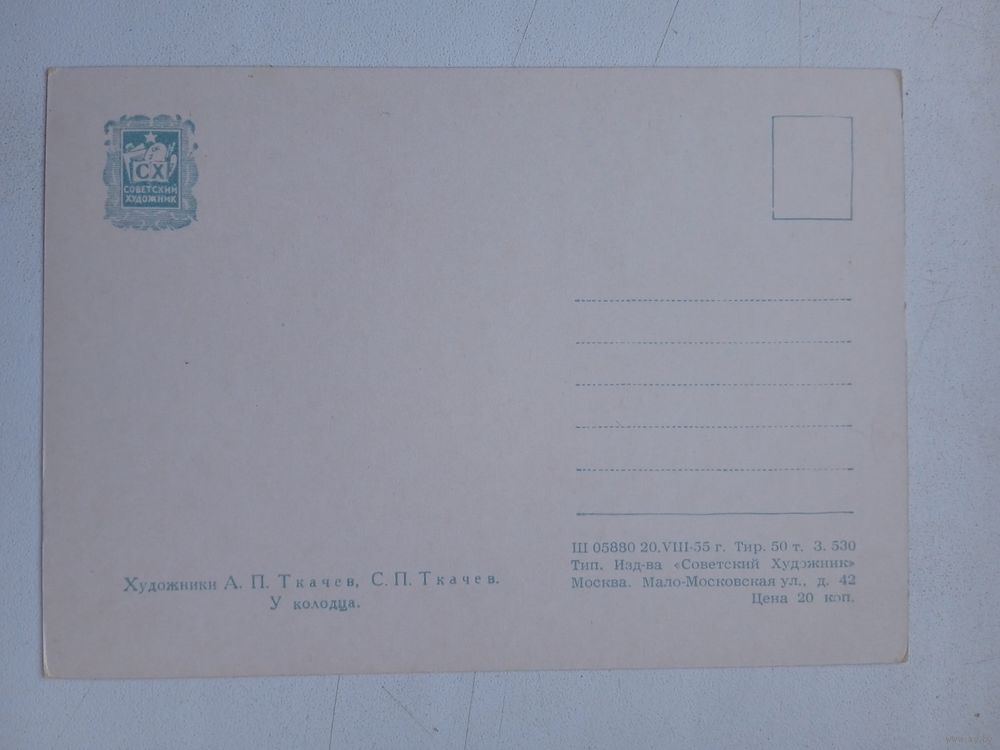 СХ
СОВЕТСКИЙ
ХУДОЖНИК
Художники А. П. Ткачев, С. П. Ткачев.
У колодца.
Ш 05880 20.VIII-55 г. Тир. 50 т. З. 530
Тип. Изд-ва «Советский Художник»
Москва. Мало-Московская ул., д. 42
Цена 20 коп.